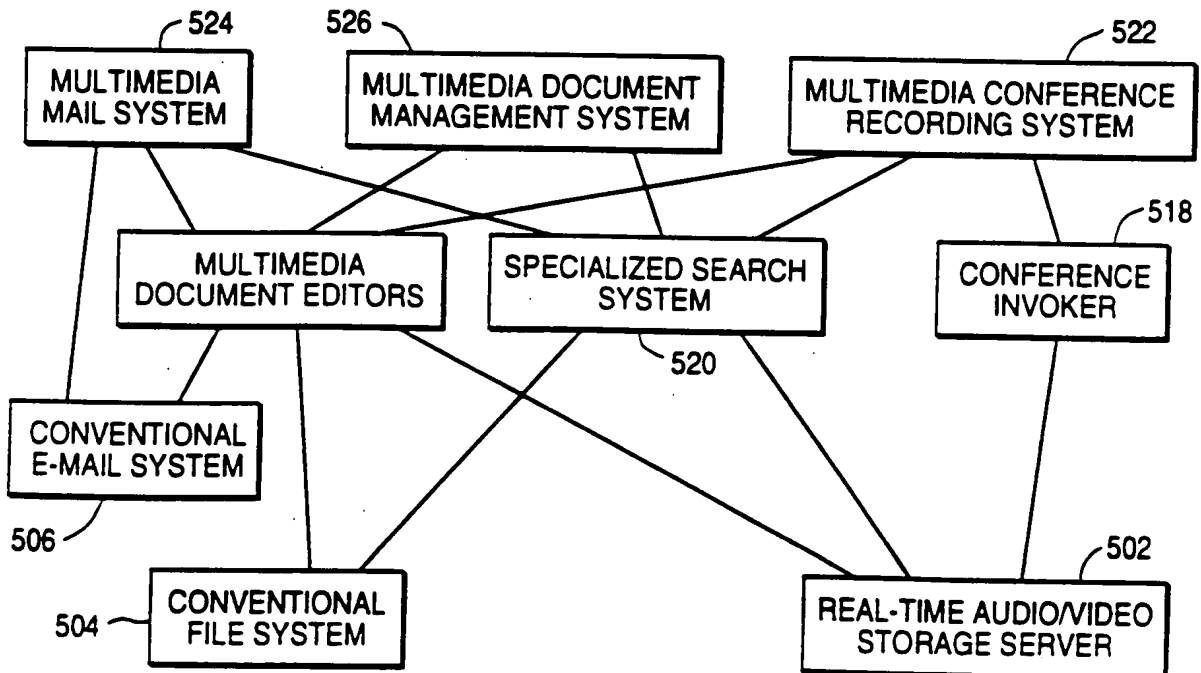 524
526
522
MULTIMEDIA
MAIL SYSTEM
MULTIMEDIA DOCUMENT
MANAGEMENT SYSTEM
MULTIMEDIA CONFERENCE
RECORDING SYSTEM
518
MULTIMEDIA
DOCUMENT EDITORS
SPECIALIZED SEARCH
SYSTEM
CONFERENCE
INVOKER
520
CONVENTIONAL
E-MAIL SYSTEM
506
502
504
CONVENTIONAL
FILE SYSTEM
REAL-TIME AUDIO/VIDEO
STORAGE SERVER